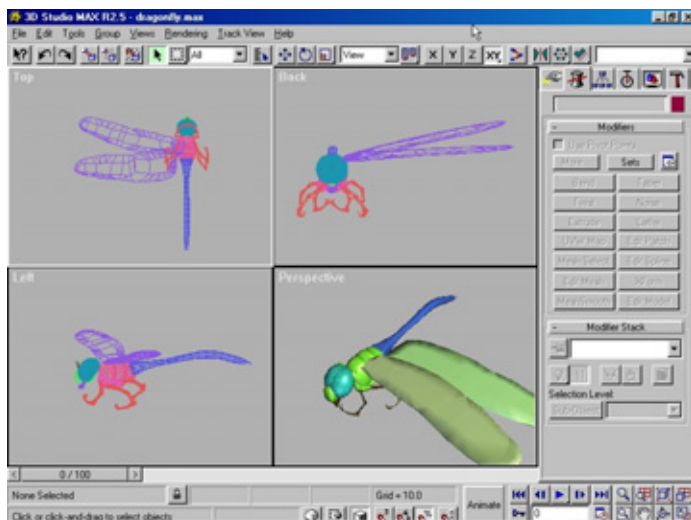 3D Studio MAX R2.5 - dragonfly.max
File Edit Tools Group Views Rendering Track View Help
All
View
X Y Z XY
Top
Back
Left
Perspective
- Modifiers
Use Pivot Points
More... Sets
Bend Taper
Twist Noise
Extrude Lathe
UVW Map Edit Patch
Mesh Select Edit Spline
Edit Mesh XForm
MeshSmooth Edit Model
- Modifier Stack
Selection Level:
Sub-Object
< 0 / 100 >
None Selected
Grid = 10.0
Animate
0
Click or click-and-drag to select objects